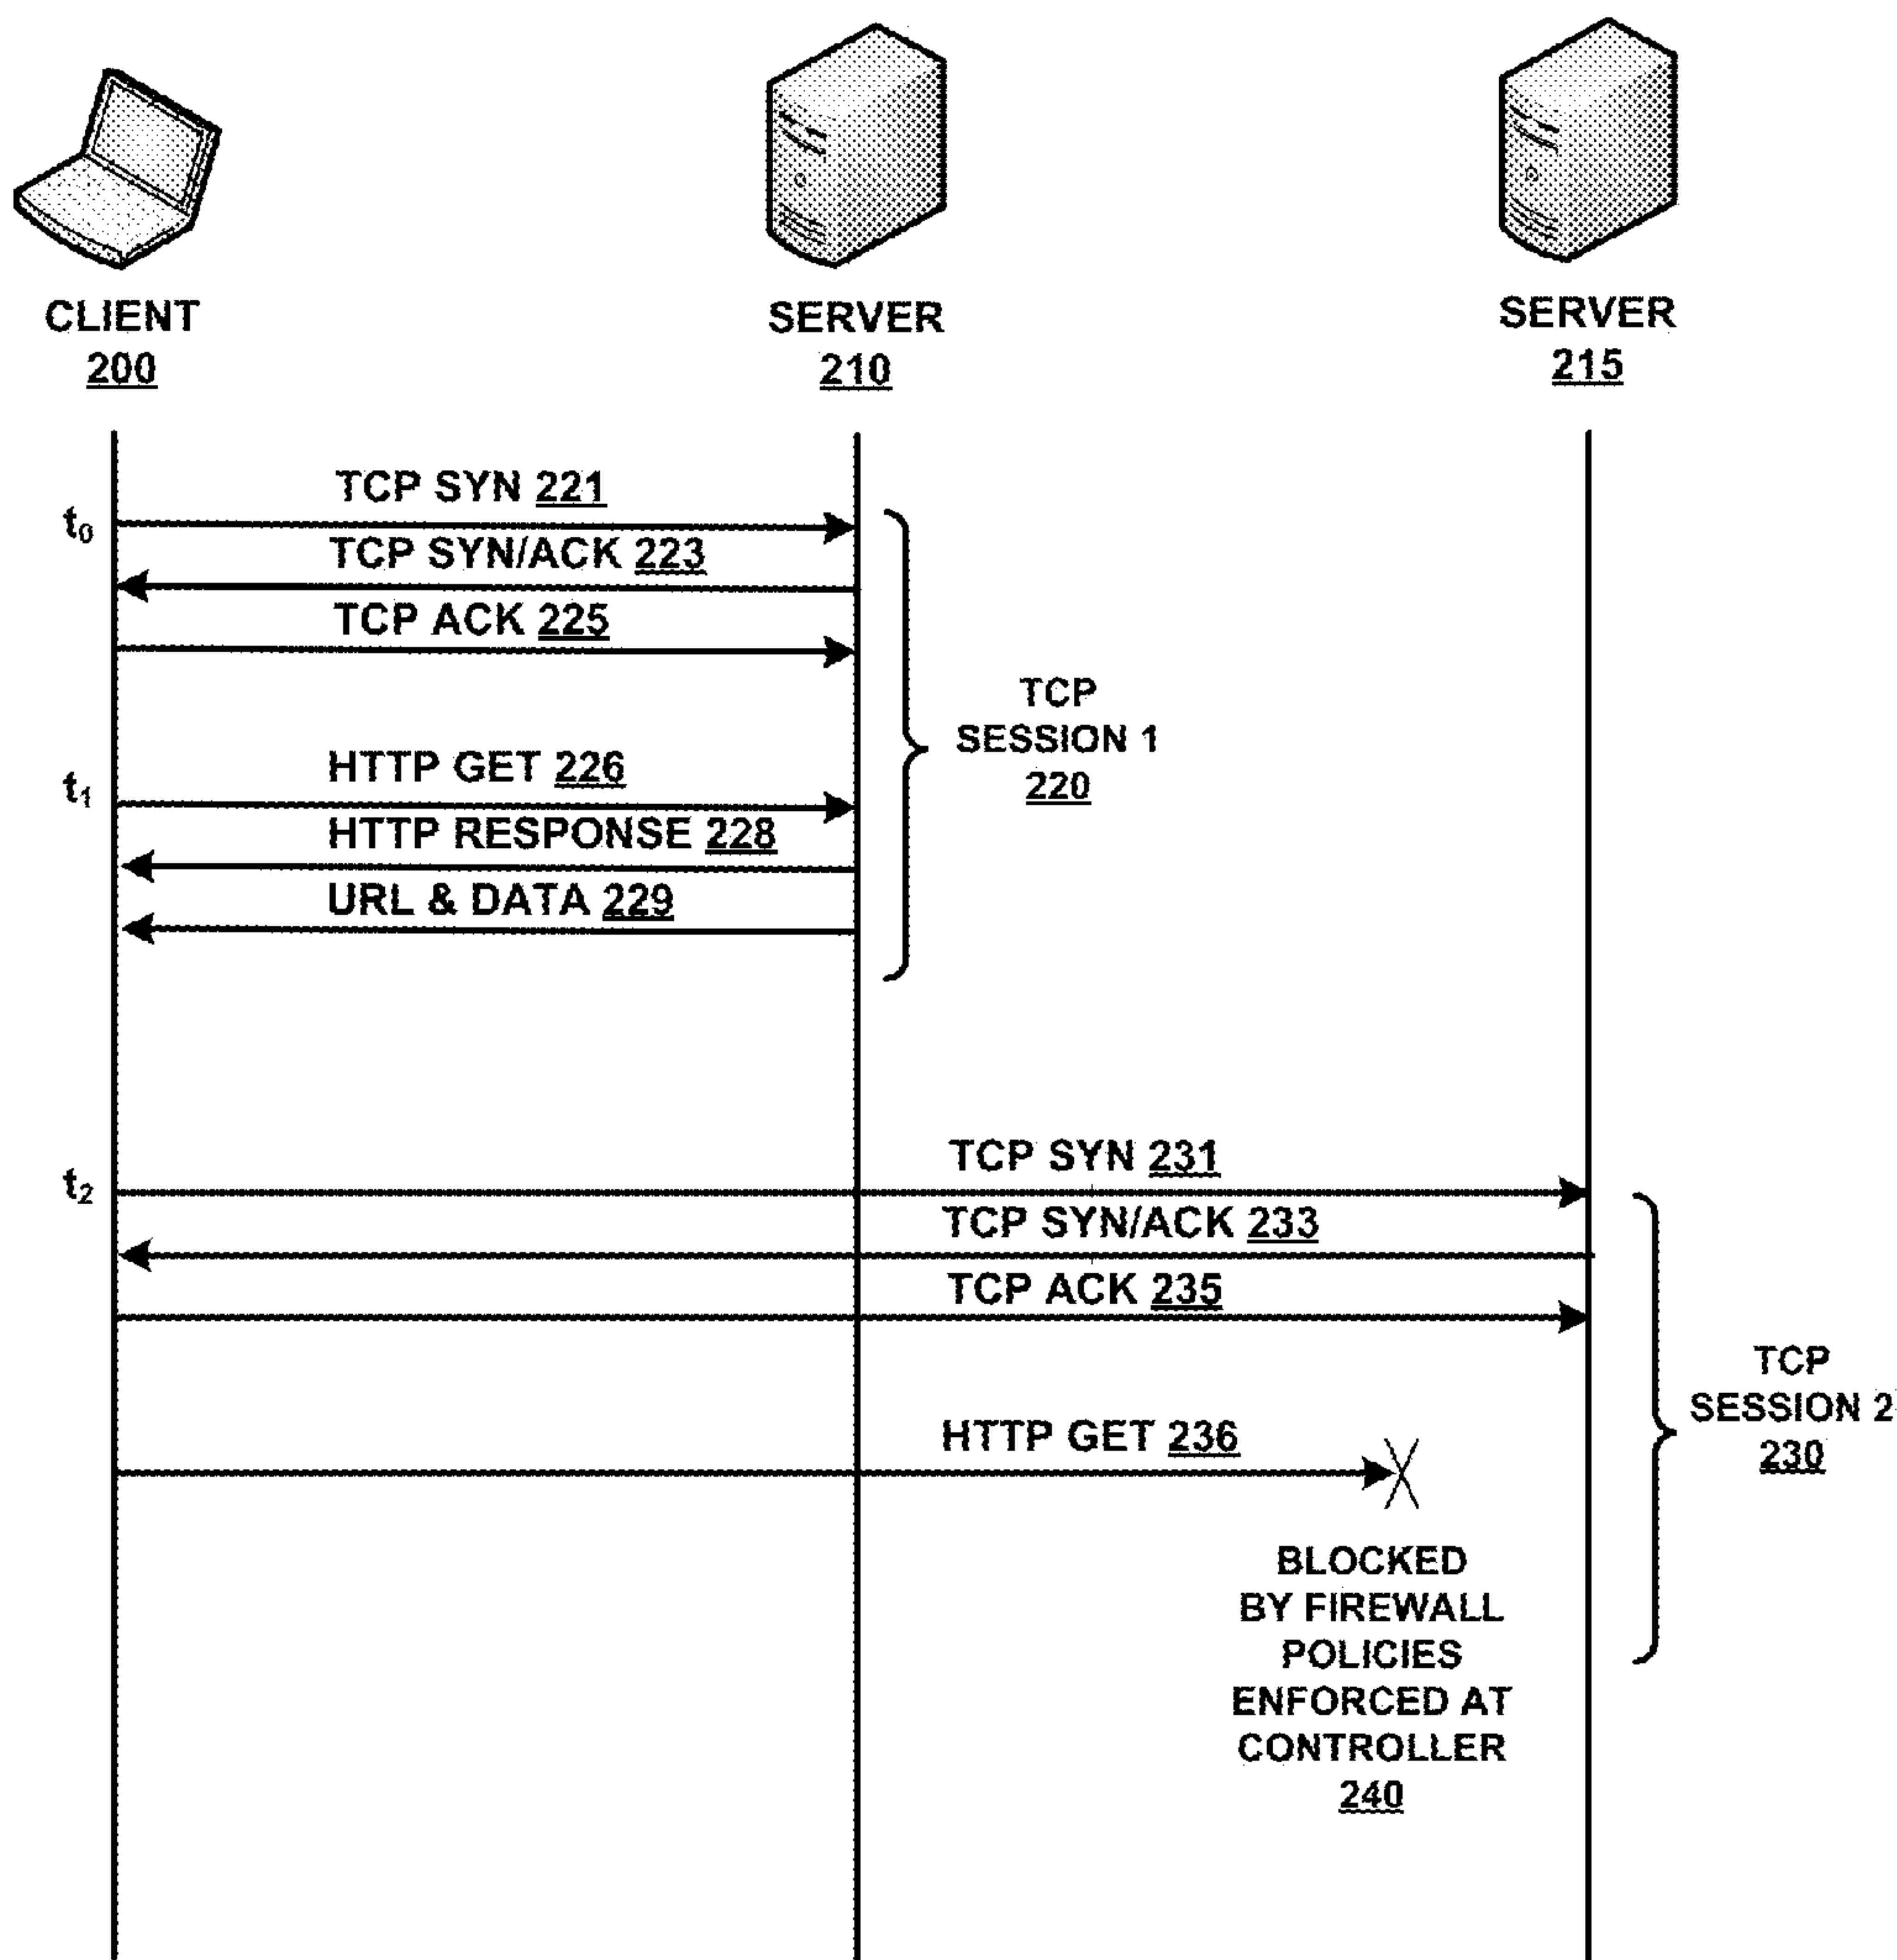 CLIENT
200
SERVER
210
SERVER
215
t0
TCP SYN 221
TCP SYN/ACK 223
TCP ACK 225
TCP
SESSION 1
220
t1
HTTP GET 226
HTTP RESPONSE 228
URL & DATA 229
t2
TCP SYN 231
TCP SYN/ACK 233
TCP ACK 235
TCP
SESSION 2
230
HTTP GET 236
BLOCKED
BY FIREWALL
POLICIES
ENFORCED AT
CONTROLLER
240